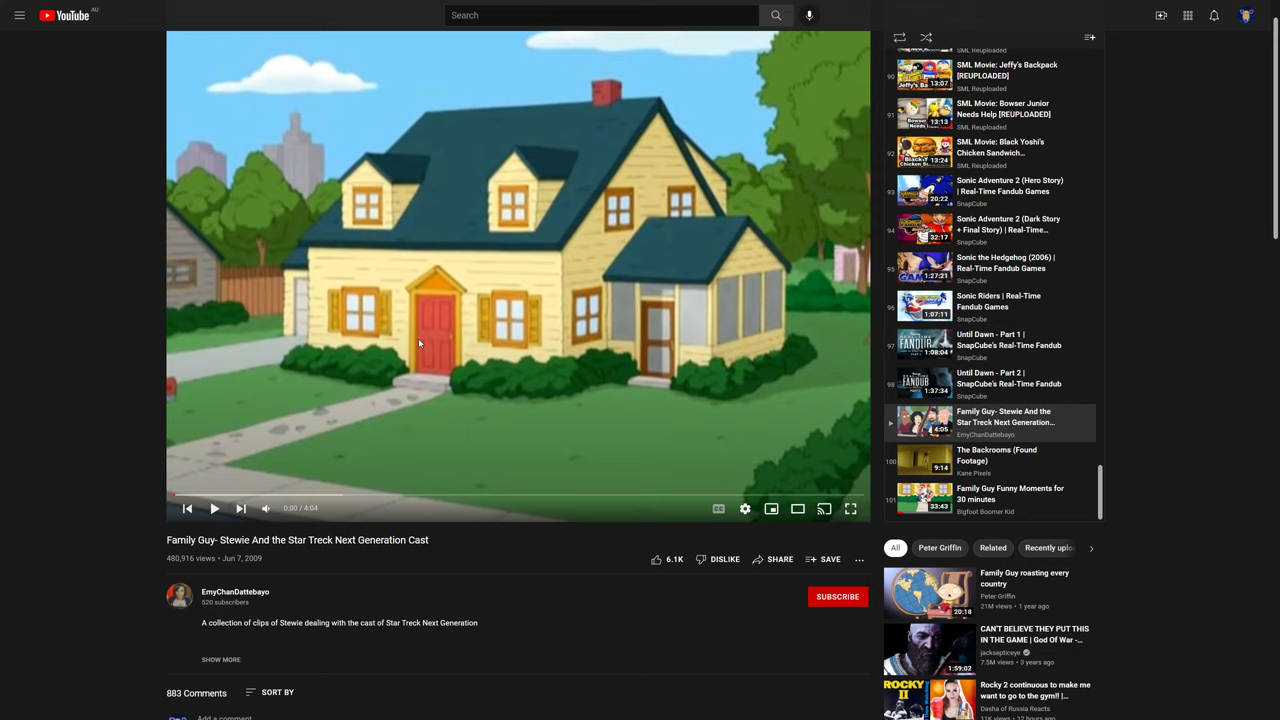 YouTube AU
Search
SML Reuploaded
90
SML Movie: Jeffy's Backpack
[REUPLOADED]
13:07
SML Reuploaded
91
SML Movie: Bowser Junior
Needs Help [REUPLOADED]
13:13
SML Reuploaded
92
SML Movie: Black Yoshi's
Chicken Sandwich...
13:24
SML Reuploaded
93
Sonic Adventure 2 (Hero Story)
| Real-Time Fandub Games
20:22
SnapCube
94
Sonic Adventure 2 (Dark Story
+ Final Story) | Real-Time...
32:17
SnapCube
95
Sonic the Hedgehog (2006) |
Real-Time Fandub Games
1:27:21
SnapCube
96
Sonic Riders | Real-Time
Fandub Games
1:07:11
SnapCube
97
Until Dawn - Part 1 |
SnapCube's Real-Time Fandub
FANDUB
1:08:04
SnapCube
98
Until Dawn - Part 2 |
SnapCube's Real-Time Fandub
FANDUB
1:37:34
SnapCube
Family Guy- Stewie And the
Star Treck Next Generation...
4:05
EmyChanDattebayo
100
The Backrooms (Found
Footage)
9:14
Kane Pixels
101
Family Guy Funny Moments for
30 minutes
33:43
Bigfoot Boomer Kid
0:00 / 4:04
Family Guy- Stewie And the Star Treck Next Generation Cast
480,916 views • Jun 7, 2009
6.1K DISLIKE SHARE SAVE
EmyChanDattebayo
520 subscribers
SUBSCRIBE
A collection of clips of Stewie dealing with the cast of Star Treck Next Generation
SHOW MORE
883 Comments SORT BY
Add a comment
All Peter Griffin Related Recently uplo
Family Guy roasting every
country
Peter Griffin
21M views • 1 year ago
20:18
CAN'T BELIEVE THEY PUT THIS
IN THE GAME | God Of War -...
jacksepticeye
7.5M views • 3 years ago
1:59:02
ROCKY
II
Rocky 2 continuous to make me
want to go to the gym!! |...
Dasha of Russia Reacts
11K views • 12 hours ago